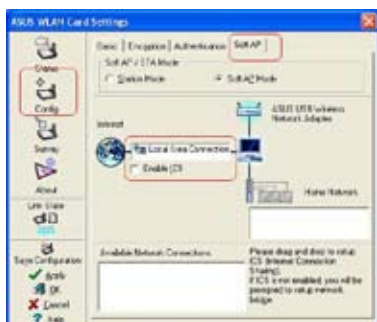 ASUS WLAN Card Settings
Status
Config
Survey
About
Link State
Save Configuration
Apply
OK
Cancel
Help
Basic Encryption Authentication Soft AP
Soft AP / STA Mode
Station Mode Soft AP Mode
Internet
ASUS USB Wireless
Network Adapter
Local Area Connection
Enable ICS
Home Network
Available Network Connections
Please drag and drop to setup
ICS (Internet Connection
Sharing).
If ICS is not enabled, you will be
prompted to setup network
bridge.